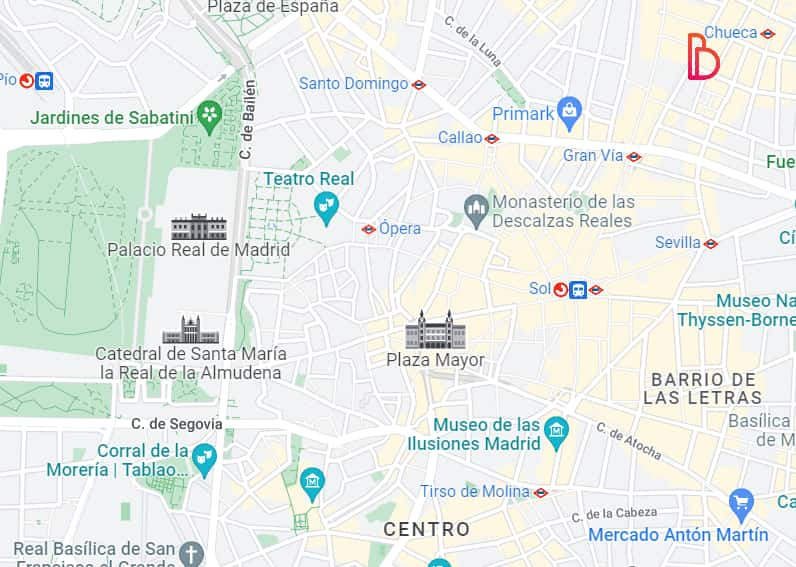 Plaza de España
C. de la Luna
Chueca
Pío
Santo Domingo
Jardines de Sabatini
C. de Bailén
Primark
Callao
Gran Vía
Fue
Teatro Real
Monasterio de las
Descalzas Reales
Ópera
Palacio Real de Madrid
Sevilla
Cí
Sol
Museo Na
Thyssen-Borne
Catedral de Santa María
la Real de la Almudena
Plaza Mayor
BARRIO DE
LAS LETRAS
C. de Segovia
Museo de las
Ilusiones Madrid
C. de Atocha
Basílica
de M
Corral de la
Morería | Tablao...
Tirso de Molina
Ca
C. de la Cabeza
CENTRO
Mercado Antón Martín
Real Basílica de San
Francisco el Grande